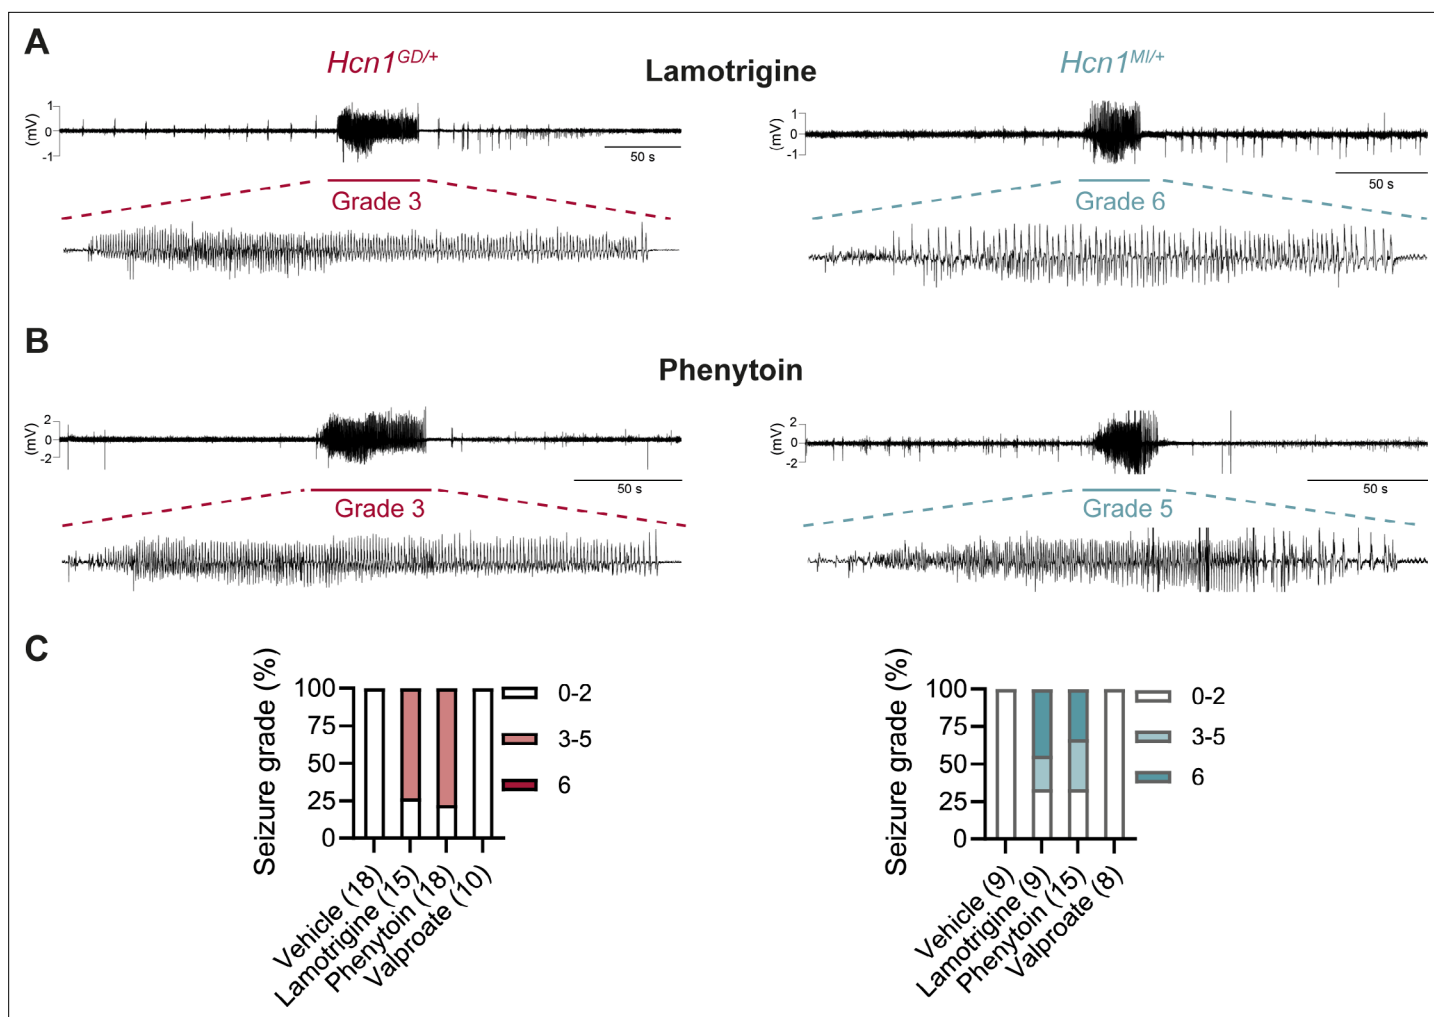 A
Hcn1GD/+
Lamotrigine
Hcn1MI/+
(mV)
1
0
-1
50 s
(mV)
1
0
-1
50 s
Grade 3
Grade 6
B
Phenytoin
(mV)
2
0
-2
50 s
(mV)
2
0
-2
50 s
Grade 3
Grade 5
C
Seizure grade (%)
100
75
50
25
0
0-2
3-5
6
Vehicle (18)
Lamotrigine (15)
Phenytoin (18)
Valproate (10)
Seizure grade (%)
100
75
50
25
0
0-2
3-5
6
Vehicle (9)
Lamotrigine (9)
Phenytoin (15)
Valproate (8)